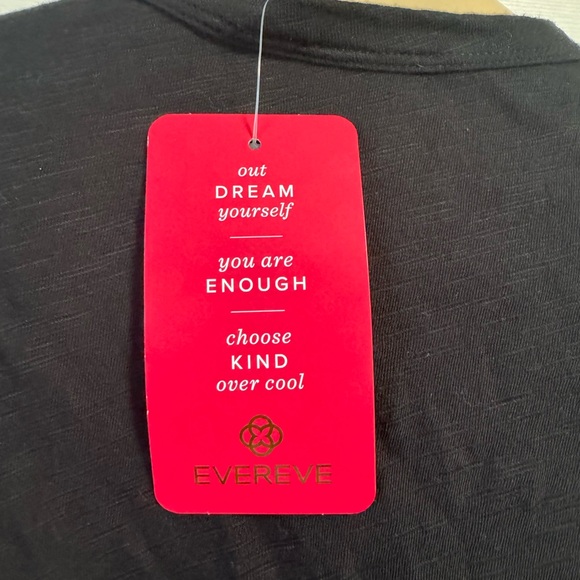 out
DREAM
yourself
you are
ENOUGH
choose
KIND
over cool
EVEREVE